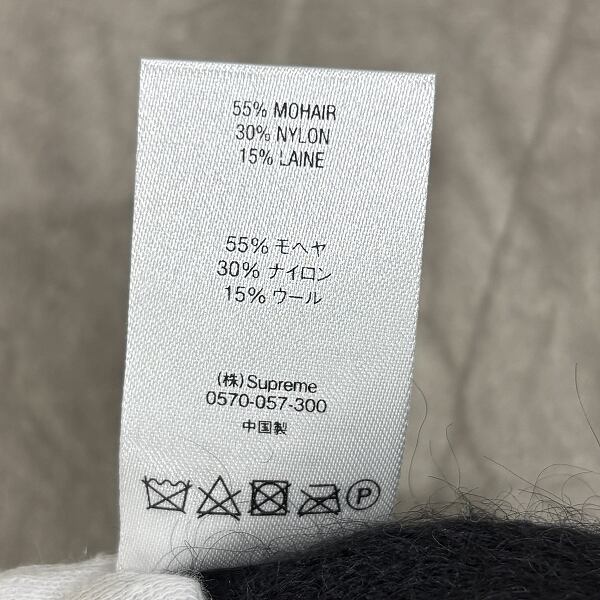 55% MOHAIR
30% NYLON
15% LAINE
55% モヘヤ
30% ナイロン
15% ウール
(株)Supreme
0570-057-300
中国製
P